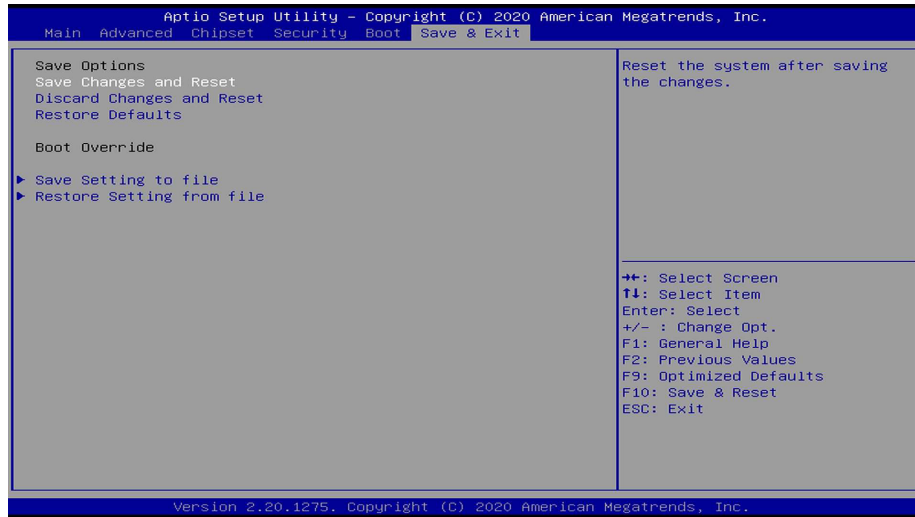 Aptio Setup Utility – Copyright (C) 2020 American Megatrends, Inc.
Main Advanced Chipset Security Boot Save & Exit
Save Options
Save Changes and Reset
Discard Changes and Reset
Restore Defaults
Boot Override
▶ Save Setting to file
▶ Restore Setting from file
Reset the system after saving
the changes.
→←: Select Screen
↑↓: Select Item
Enter: Select
+/- : Change Opt.
F1: General Help
F2: Previous Values
F9: Optimized Defaults
F10: Save & Reset
ESC: Exit
Version 2.20.1275. Copyright (C) 2020 American Megatrends, Inc.